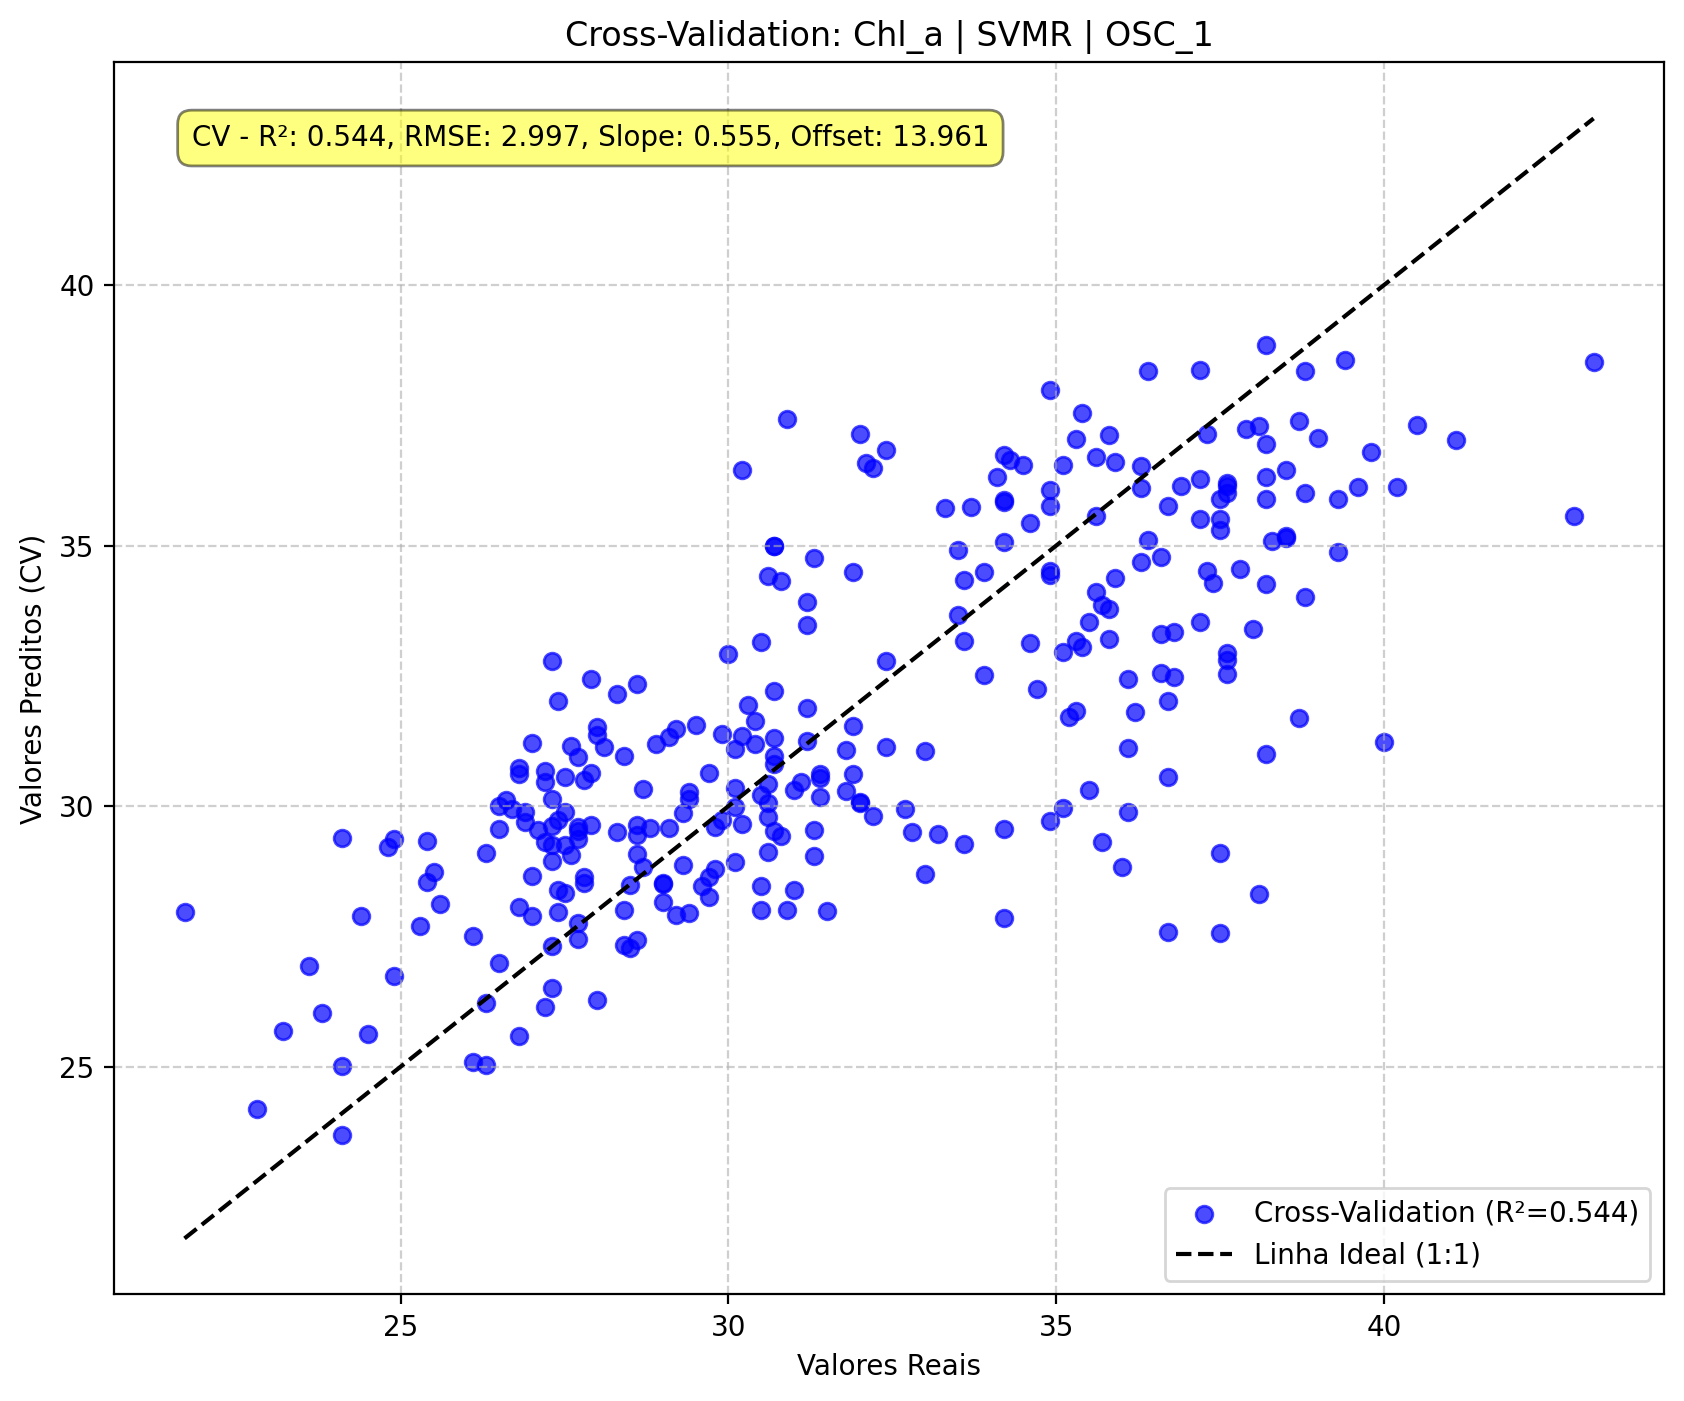 Cross-Validation: Chl_a | SVMR | OSC_1
CV - R²: 0.544, RMSE: 2.997, Slope: 0.555, Offset: 13.961
40
35
30
25
Valores Preditos (CV)
Cross-Validation (R²=0.544)
Linha Ideal (1:1)
25 30 35 40
Valores Reais